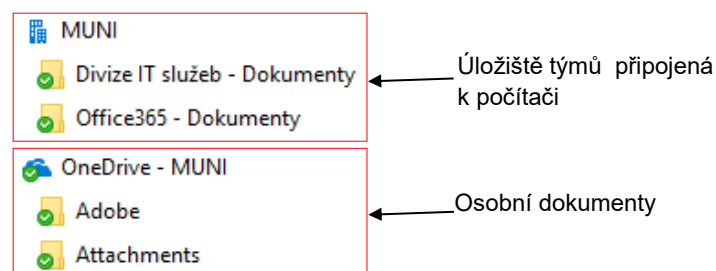 MUNI
Divize IT služeb - Dokumenty
Office365 - Dokumenty
Úložiště týmů připojená
k počítači
OneDrive - MUNI
Adobe
Attachments
Osobní dokumenty